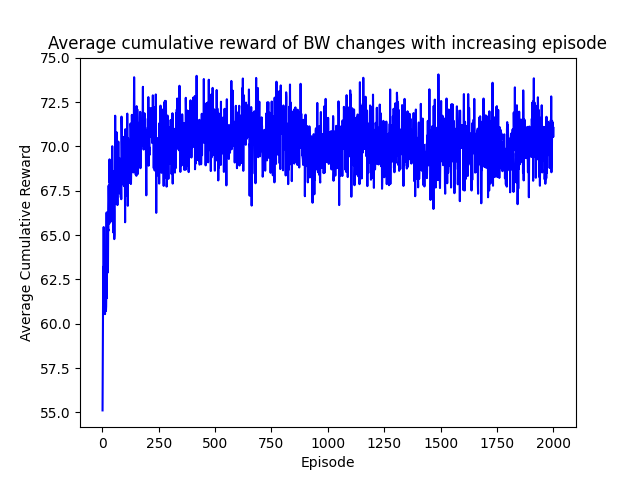 Average cumulative reward of BW changes with increasing episode
75.0
72.5
70.0
67.5
65.0
62.5
60.0
57.5
55.0
Average Cumulative Reward
0 250 500 750 1000 1250 1500 1750 2000
Episode